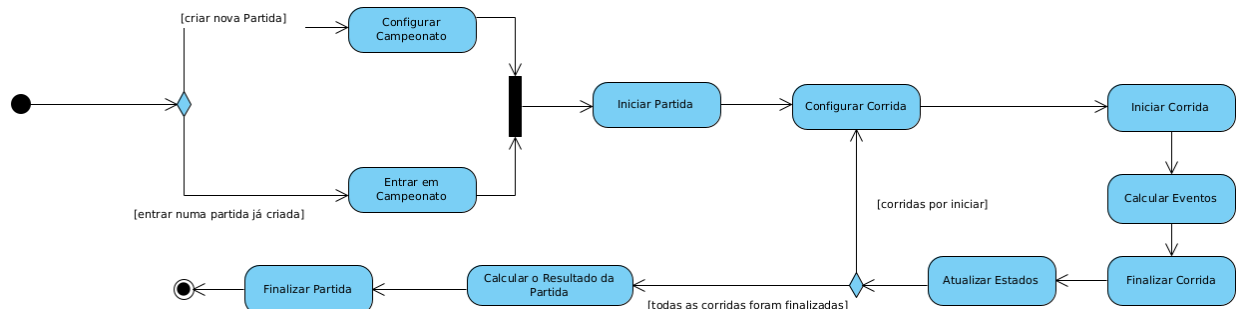 [criar nova Partida]
Configurar
Campeonato
Iniciar Partida
Configurar Corrida
Iniciar Corrida
Entrar em
Campeonato
[entrar numa partida já criada]
[corridas por iniciar]
Calcular Eventos
Finalizar Partida
Calcular o Resultado da
Partida
[todas as corridas foram finalizadas]
Atualizar Estados
Finalizar Corrida